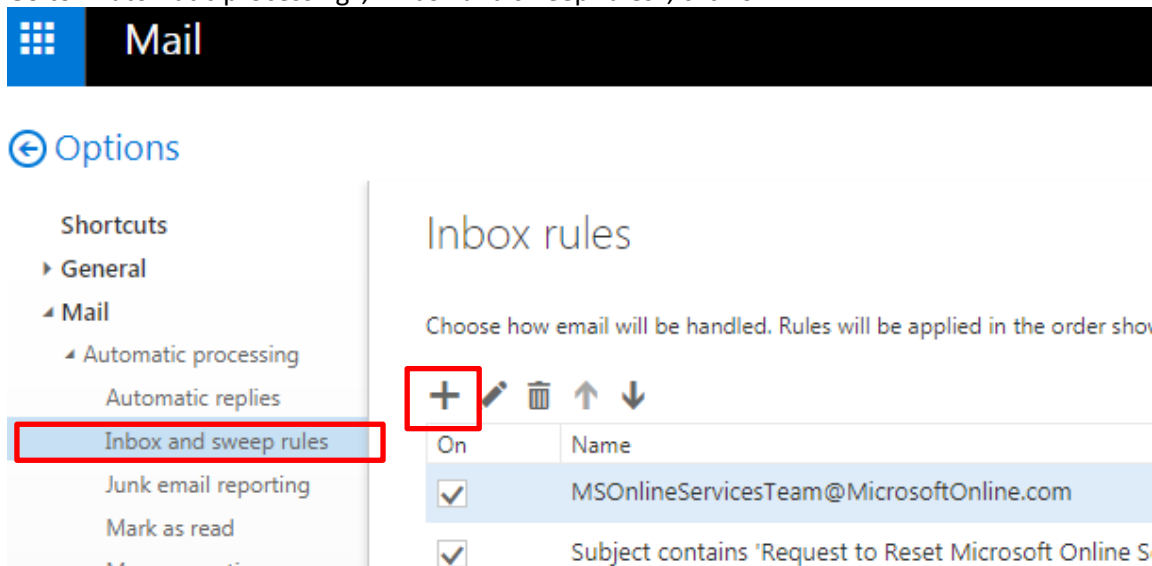 Mail
Options
Shortcuts
General
Mail
Automatic processing
Automatic replies
Inbox and sweep rules
Junk email reporting
Mark as read
Inbox rules
Choose how email will be handled. Rules will be applied in the order
On Name
MSOnlineServicesTeam@MicrosoftOnline.com
Subject contains 'Request to Reset Microsoft Online